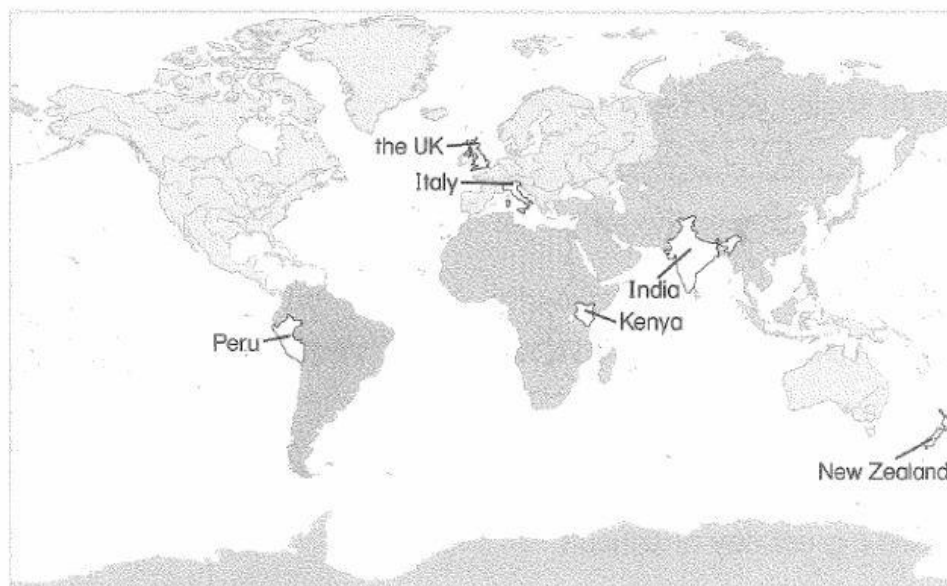 the UK
Italy
India
Kenya
Peru
New Zealand